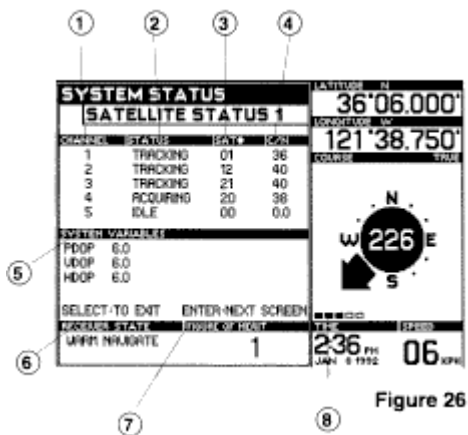 1 2 3 4
SYSTEM STATUS
SATELLITE STATUS 1
CHANNEL STATUS SAT# C/N
1 TRACKING 01 36
2 TRACKING 12 40
3 TRACKING 21 40
4 ACQUIRING 20 38
5 IDLE 00 0.0
SYSTEM VARIABLES
5
PDOP 6.0
VDOP 6.0
HDOP 6.0
SELECT-TO EXIT ENTER-NEXT SCREEN
RECEIVER STATE FIGURE OF MERIT
6
WARM NAVIGATE 1
7
LATITUDE N
36°06.000'
LONGITUDE W
121°38.750'
COURSE TRUE
N
W 226 E
S
TIME SPEED
2:36 PM 06 KPH
JAN 6 1992
8
Figure 26